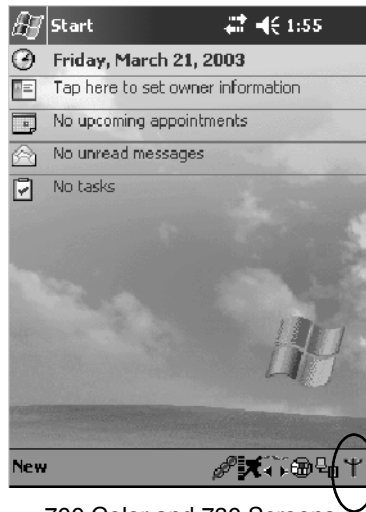 Start 1:55
Friday, March 21, 2003
Tap here to set owner information
No upcoming appointments
No unread messages
No tasks
New